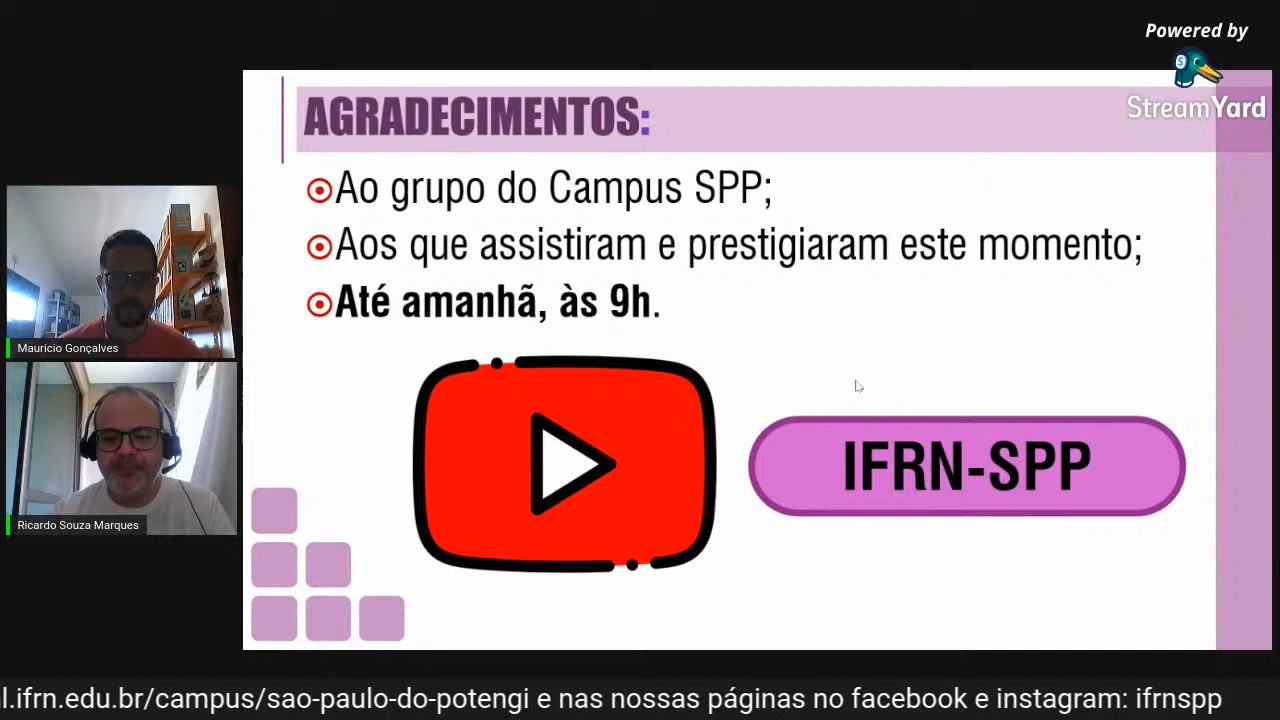 Powered by
StreamYard
AGRADECIMENTOS:
Ao grupo do Campus SPP;
Aos que assistiram e prestigiaram este momento;
Até amanhã, às 9h.
IFRN-SPP
Mauricio Gonçalves
Ricardo Souza Marques
l.ifrn.edu.br/campus/sao-paulo-do-potengi e nas nossas páginas no facebook e instagram: ifrnspp